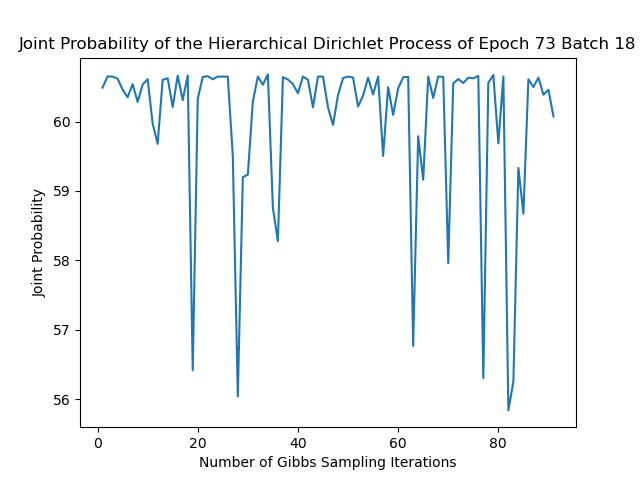 Joint Probability of the Hierarchical Dirichlet Process of Epoch 73 Batch 18
Joint Probability
60
59
58
57
56
0 20 40 60 80
Number of Gibbs Sampling Iterations